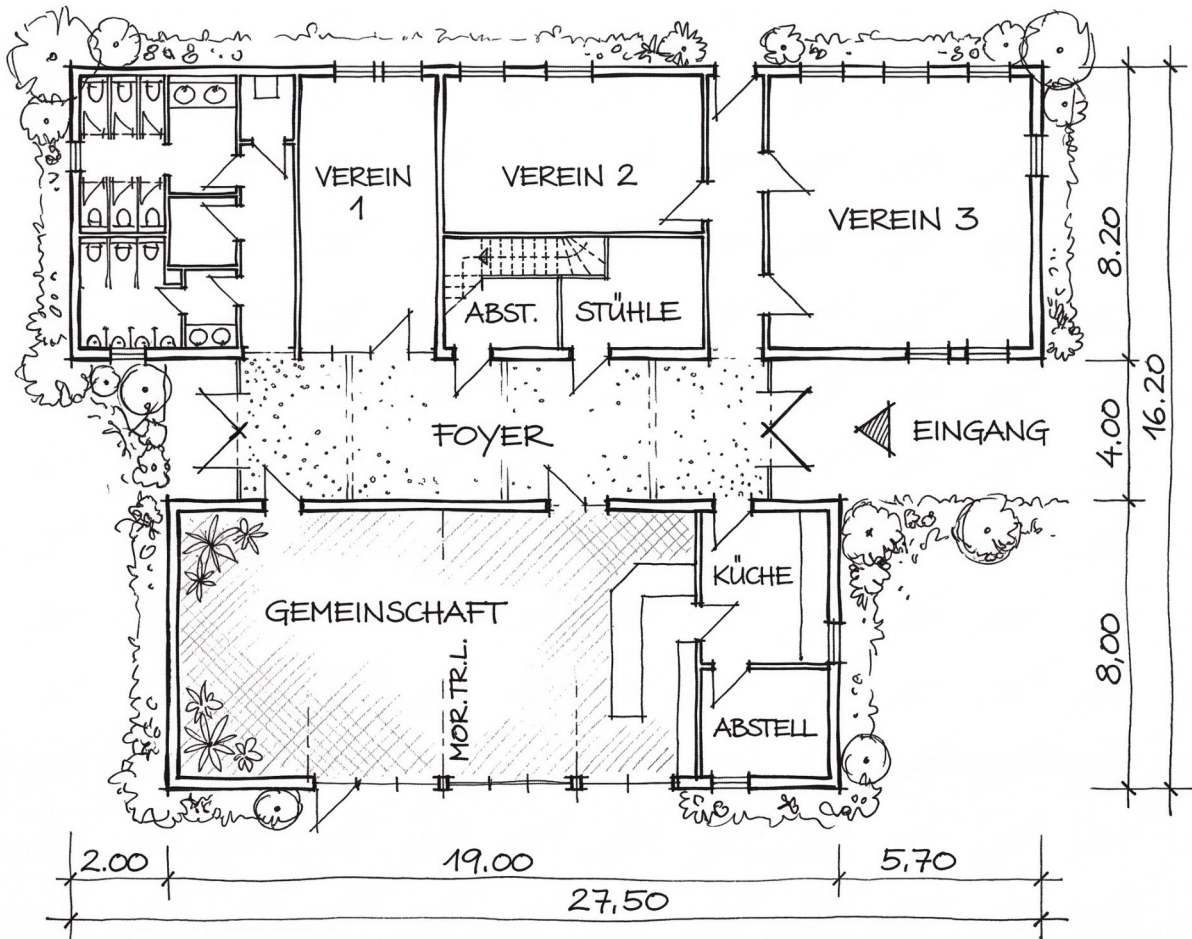 VEREIN
1
VEREIN 2
VEREIN 3
ABST.
STÜHLE
FOYER
EINGANG
GEMEINSCHAFT
MOR.TR.L.
KÜCHE
ABSTELL
8.20
4.00
16.20
8,00
2.00
19.00
5,70
27,50